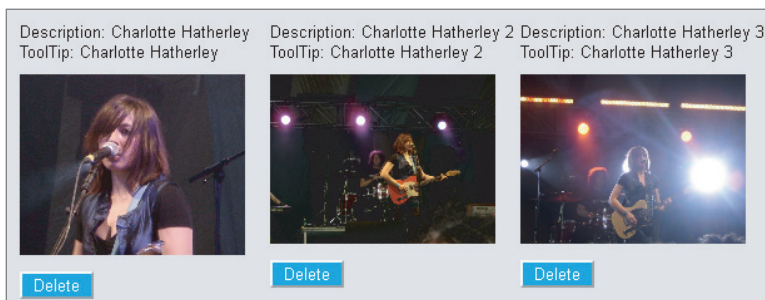 Description: Charlotte Hatherley
ToolTip: Charlotte Hatherley
Delete
Description: Charlotte Hatherley 2
ToolTip: Charlotte Hatherley 2
Delete
Description: Charlotte Hatherley 3
ToolTip: Charlotte Hatherley 3
Delete